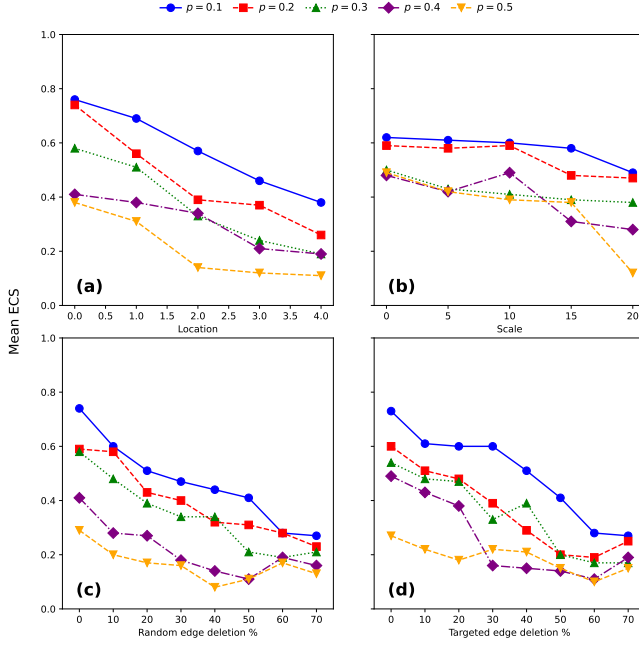 p = 0.1 p = 0.2 p = 0.3 p = 0.4 p = 0.5
Mean ECS
1.0
0.8
0.6
0.4
0.2
0.0
(a)
0.0 0.5 1.0 1.5 2.0 2.5 3.0 3.5 4.0
Location
(b)
0 5 10 15 20
Scale
1.0
0.8
0.6
0.4
0.2
0.0
(c)
0 10 20 30 40 50 60 70
Random edge deletion %
(d)
0 10 20 30 40 50 60 70
Targeted edge deletion %